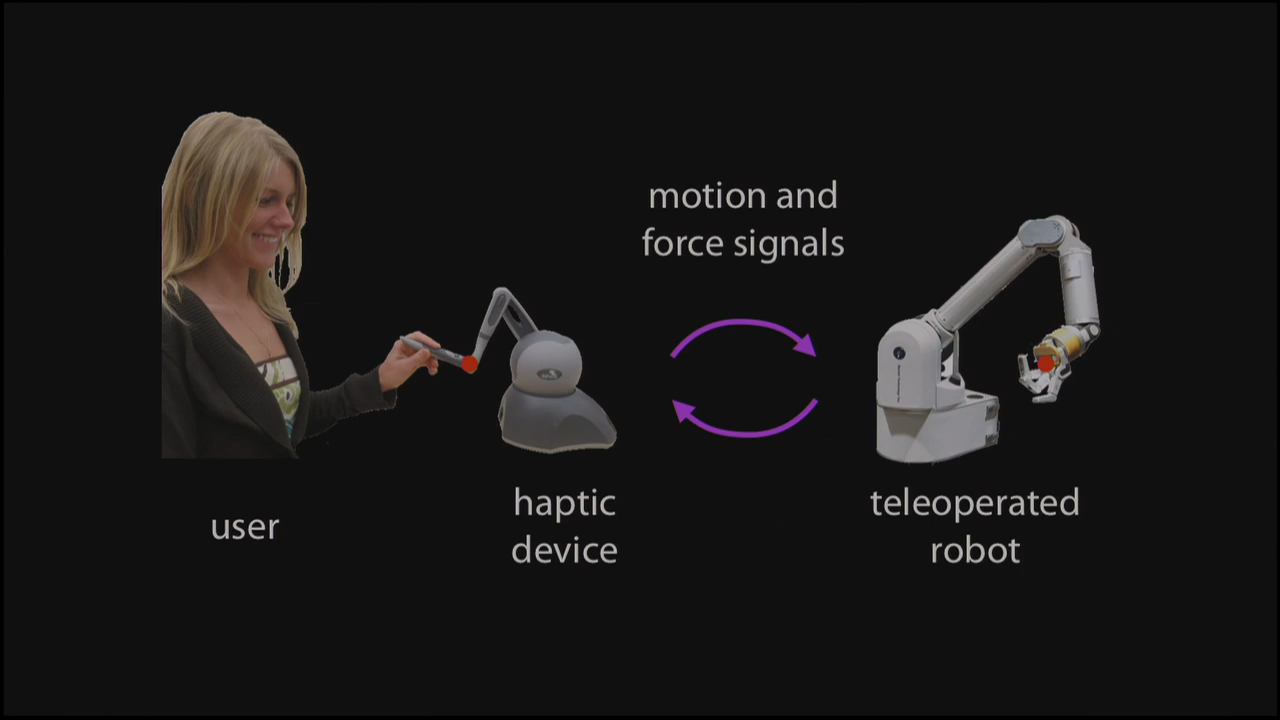 motion and
force signals
user
haptic
device
teleoperated
robot